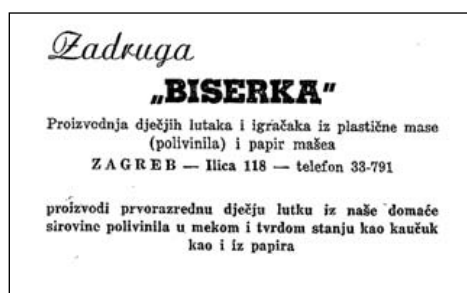 Zadruga
„BISERKA"
Proizvodnja dječjih lutaka i igračaka iz plastične mase
(polivinila) i papir mašea
ZAGREB — Ilica 118 — telefon 33-791
proizvodi prvorazrednu dječju lutku iz naše domaće
sirovine polivinila u mekom i tvrdom stanju kao kaučuk
kao i iz papira